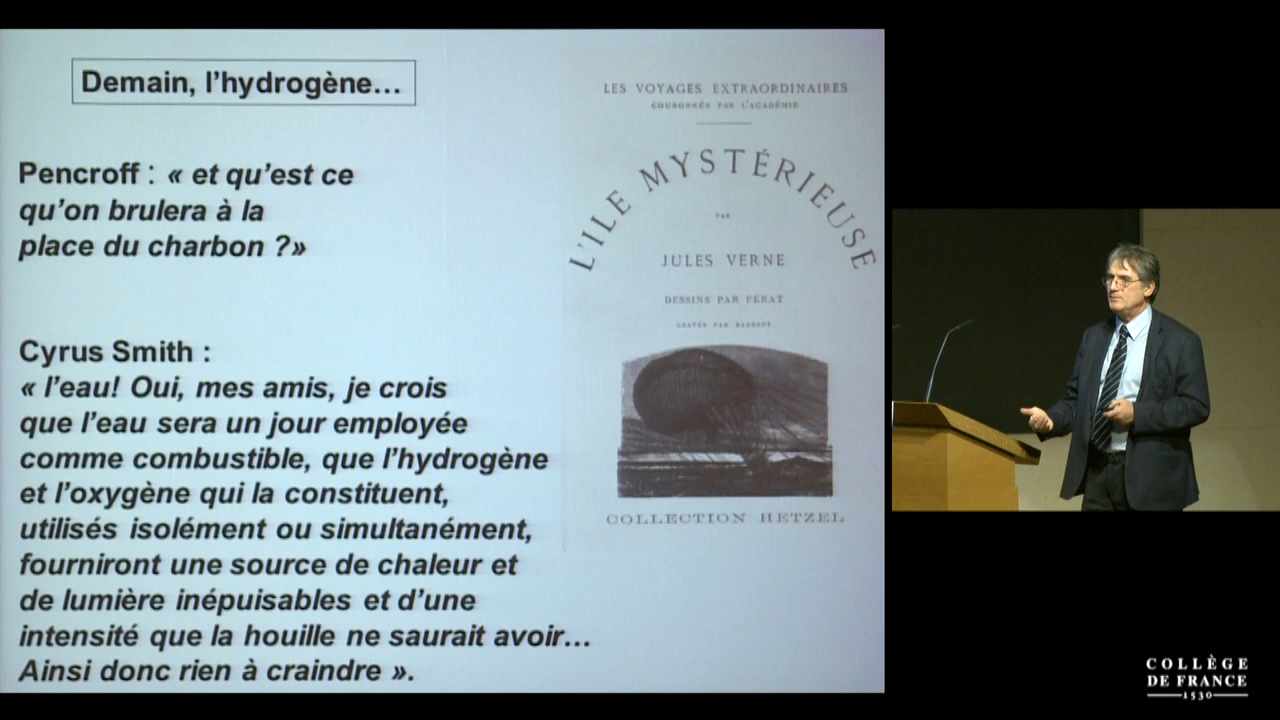 Demain, l'hydrogène…
Pencroff : « et qu'est ce
qu'on brulera à la
place du charbon ?»
Cyrus Smith :
« l'eau! Oui, mes amis, je crois
que l'eau sera un jour employée
comme combustible, que l'hydrogène
et l'oxygène qui la constituent,
utilisés isolément ou simultanément,
fourniront une source de chaleur et
de lumière inépuisables et d'une
intensité que la houille ne saurait avoir…
Ainsi donc rien à craindre ».
LES VOYAGES EXTRAORDINAIRES
COURONNÉS PAR L'ACADÉMIE
L'ILE MYSTÉRIEUSE
PAR
JULES VERNE
DESSINS PAR FÉRAT
GRAVÉS PAR BARBANT
COLLECTION HETZEL
COLLÈGE
DE FRANCE
1530